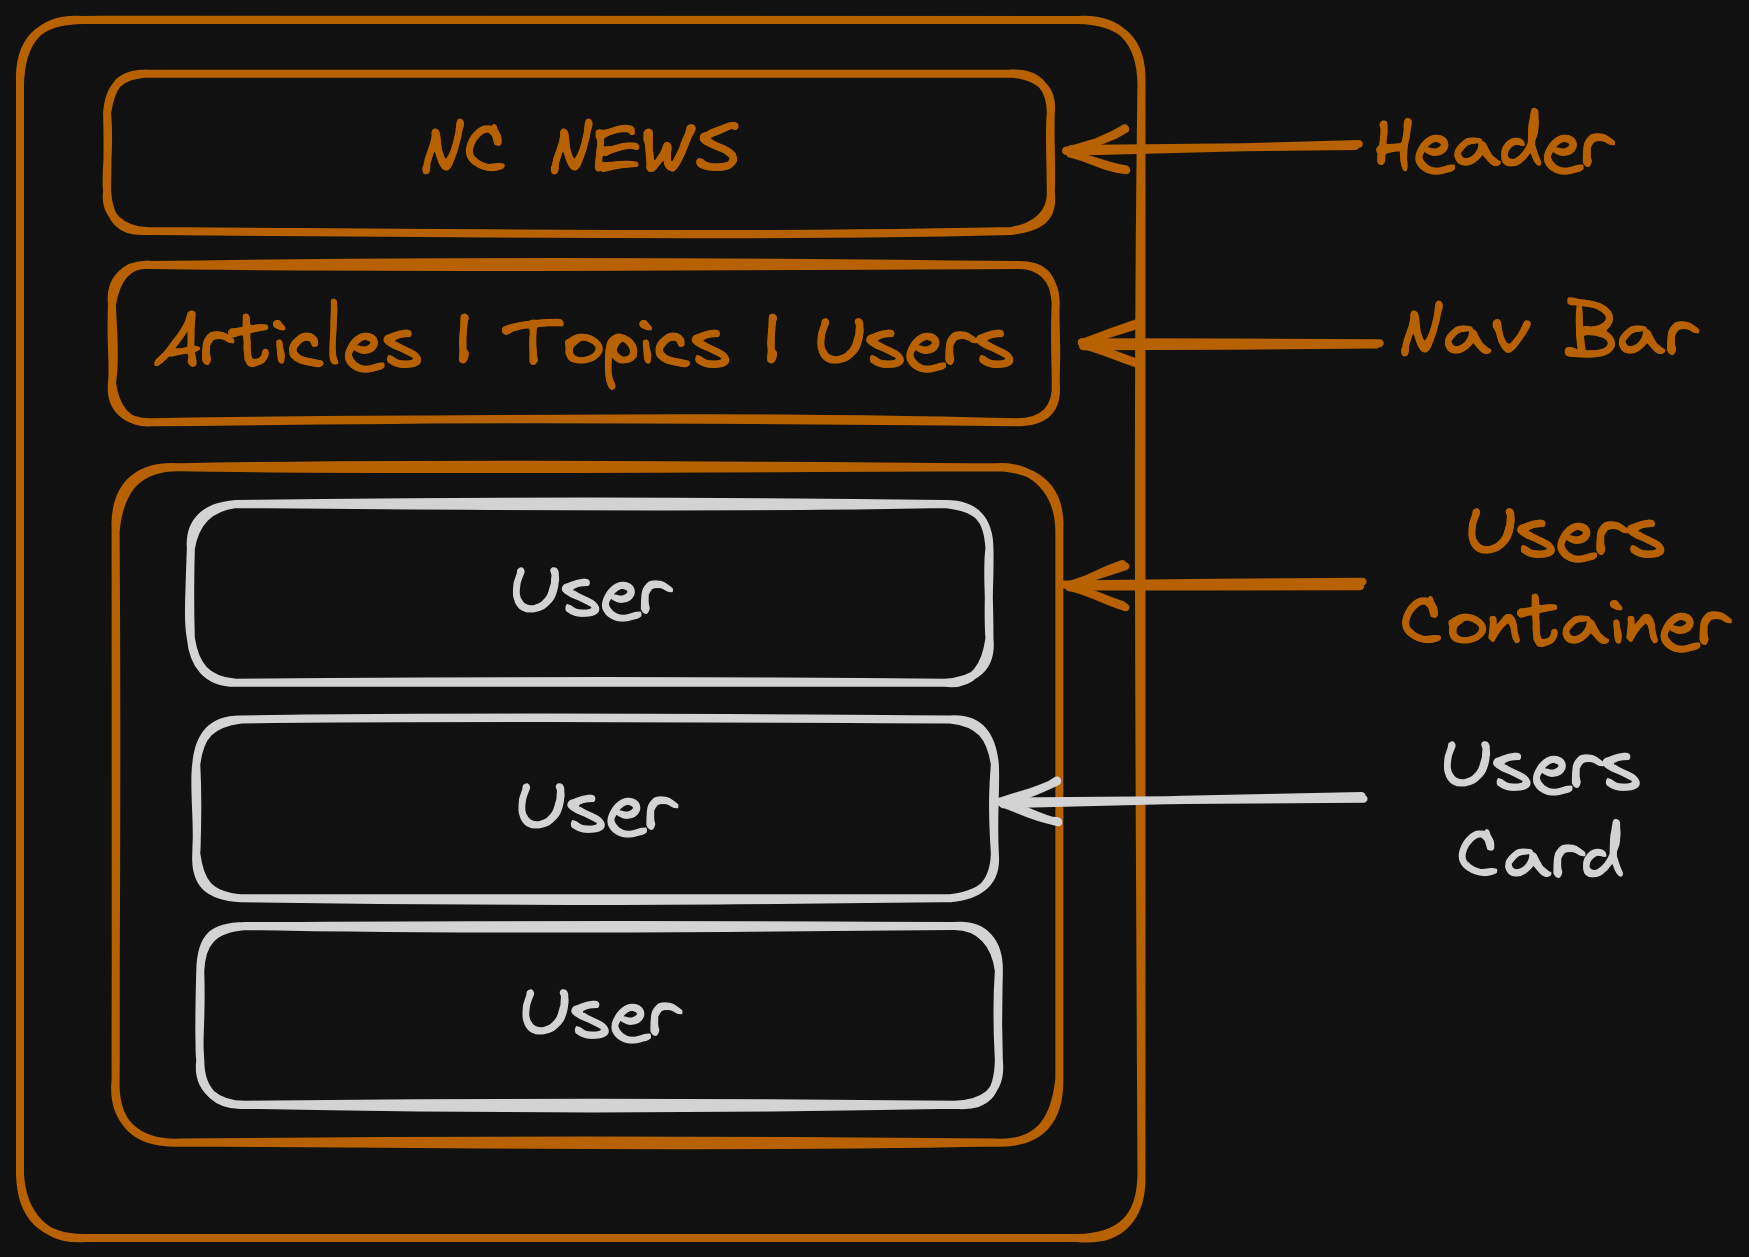 NC NEWS
Header
Articles | Topics | Users
Nav Bar
User
Users
Container
User
Users
Card
User